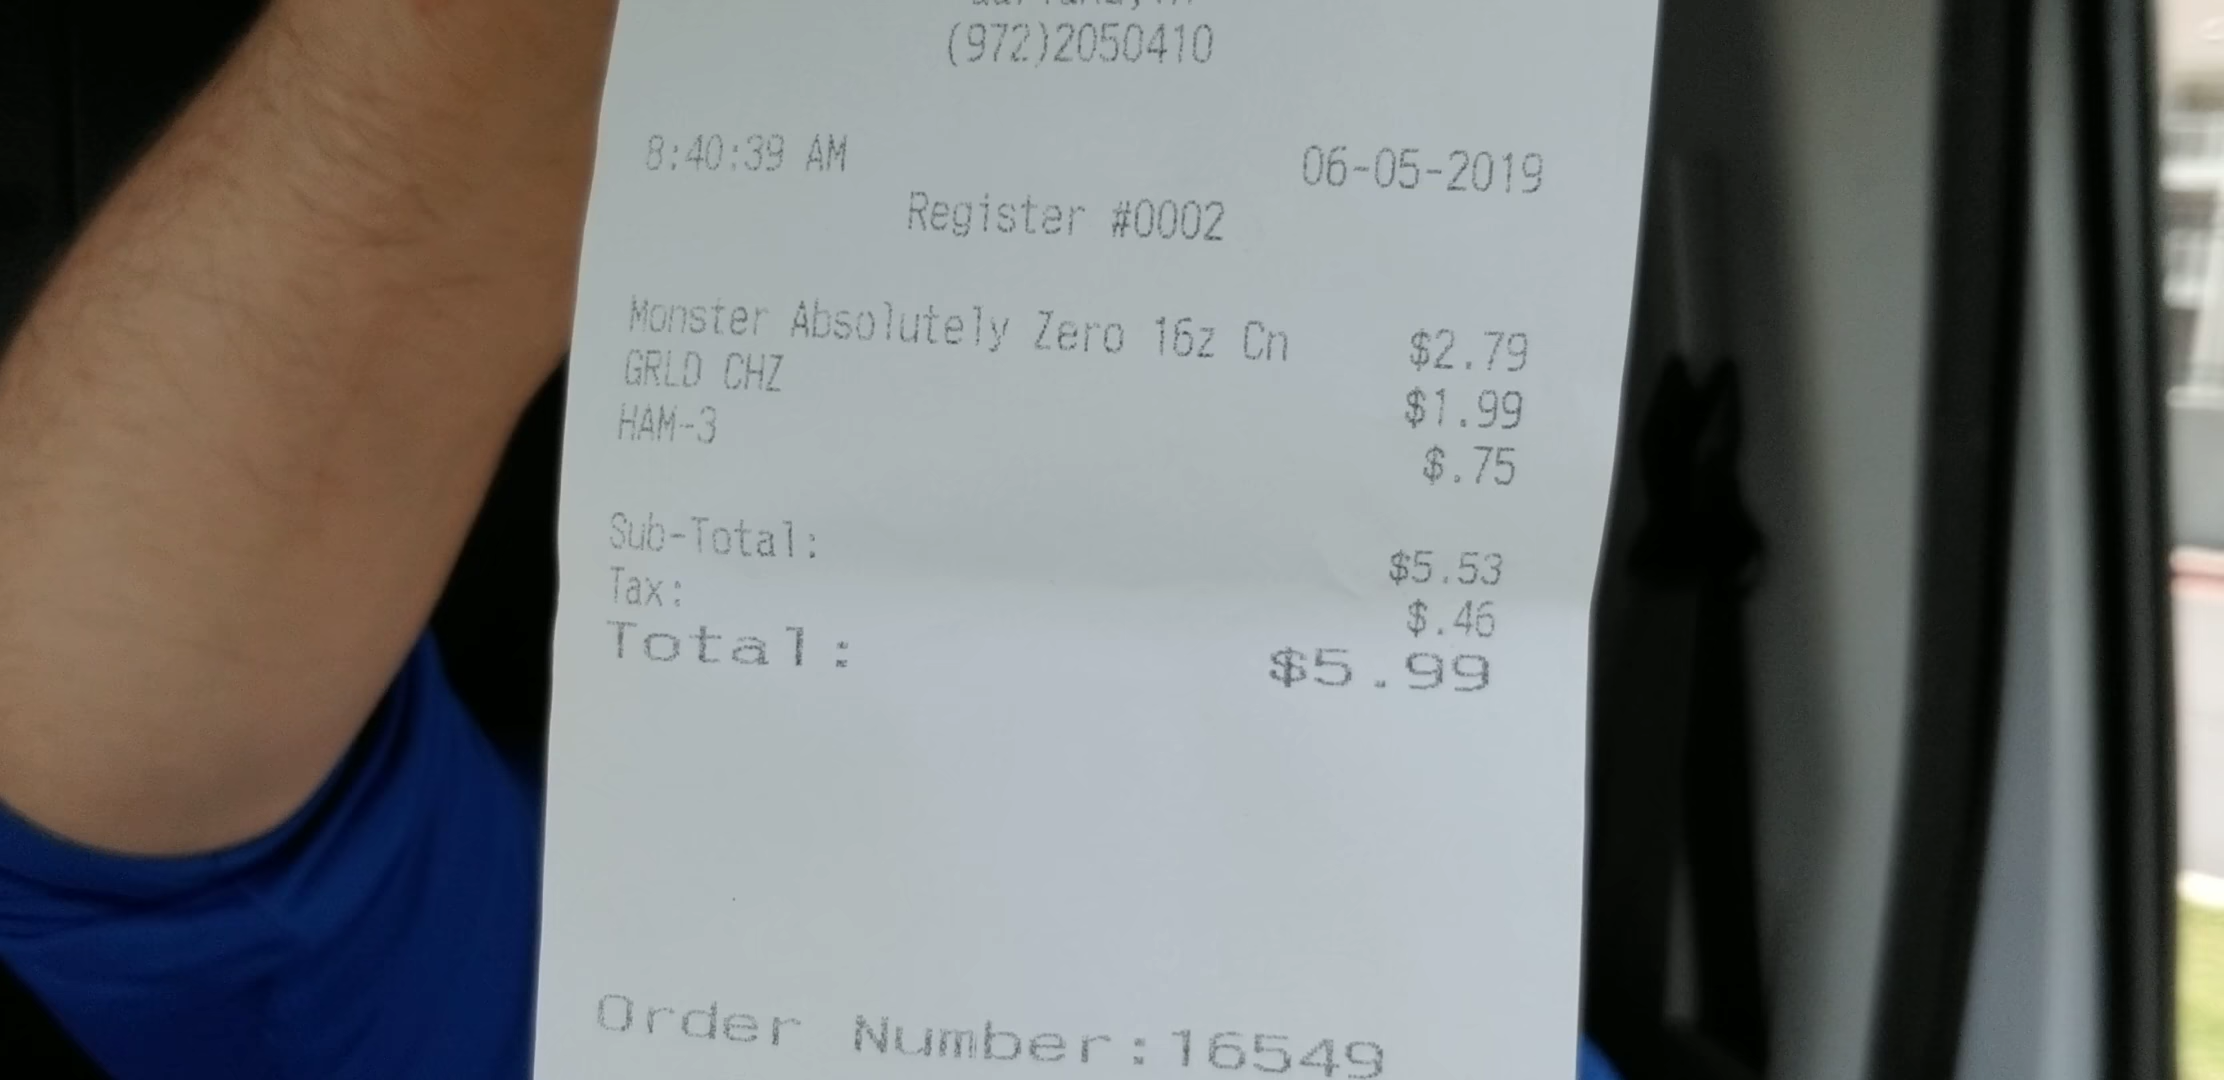 (972)2050410
8:40:39 AM 06-05-2019
Register #0002
Monster Absolutely Zero 16z Cn $2.79
GRLD CHZ $1.99
HAM-3 $.75
Sub-Total: $5.53
Tax: $.46
Total: $5.99
Order Number:16549